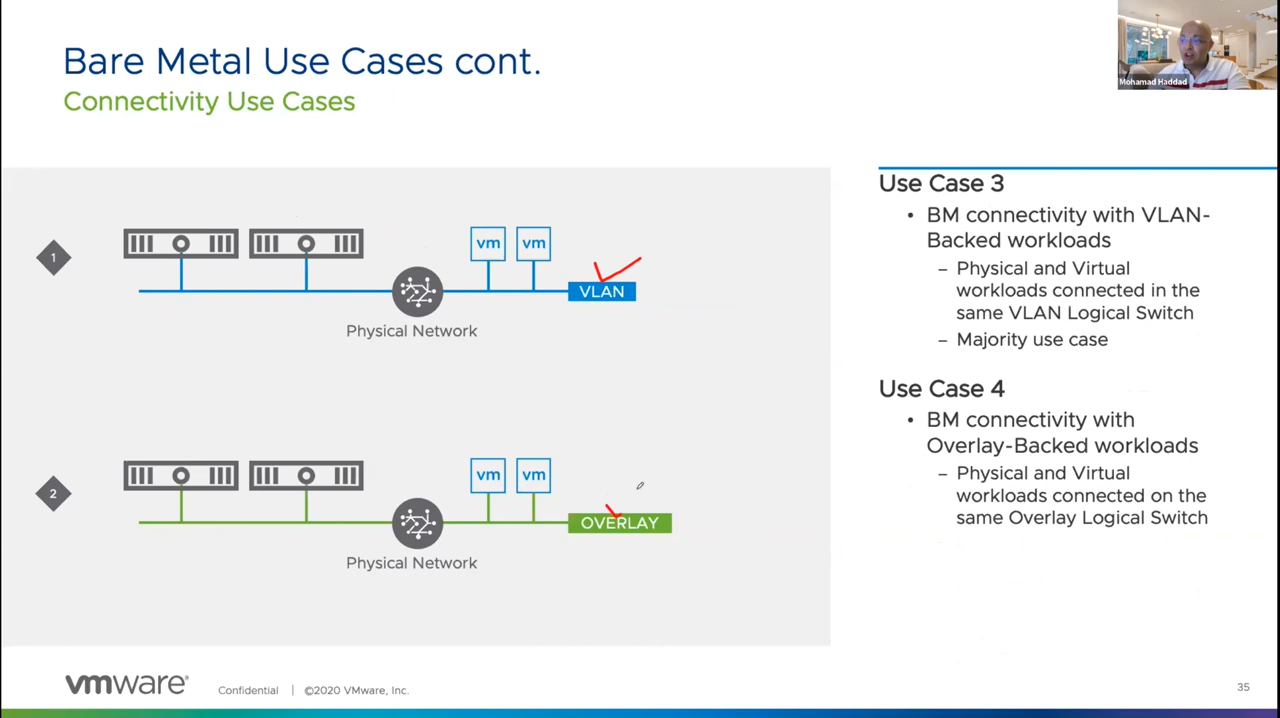 Bare Metal Use Cases cont.
Connectivity Use Cases
Mohamad Haddad
1
vm vm
VLAN
Physical Network
2
vm vm
OVERLAY
Physical Network
Use Case 3
• BM connectivity with VLAN-
Backed workloads
– Physical and Virtual
workloads connected in the
same VLAN Logical Switch
– Majority use case
Use Case 4
• BM connectivity with
Overlay-Backed workloads
– Physical and Virtual
workloads connected on the
same Overlay Logical Switch
vmware®
Confidential | ©2020 VMware, Inc.
35